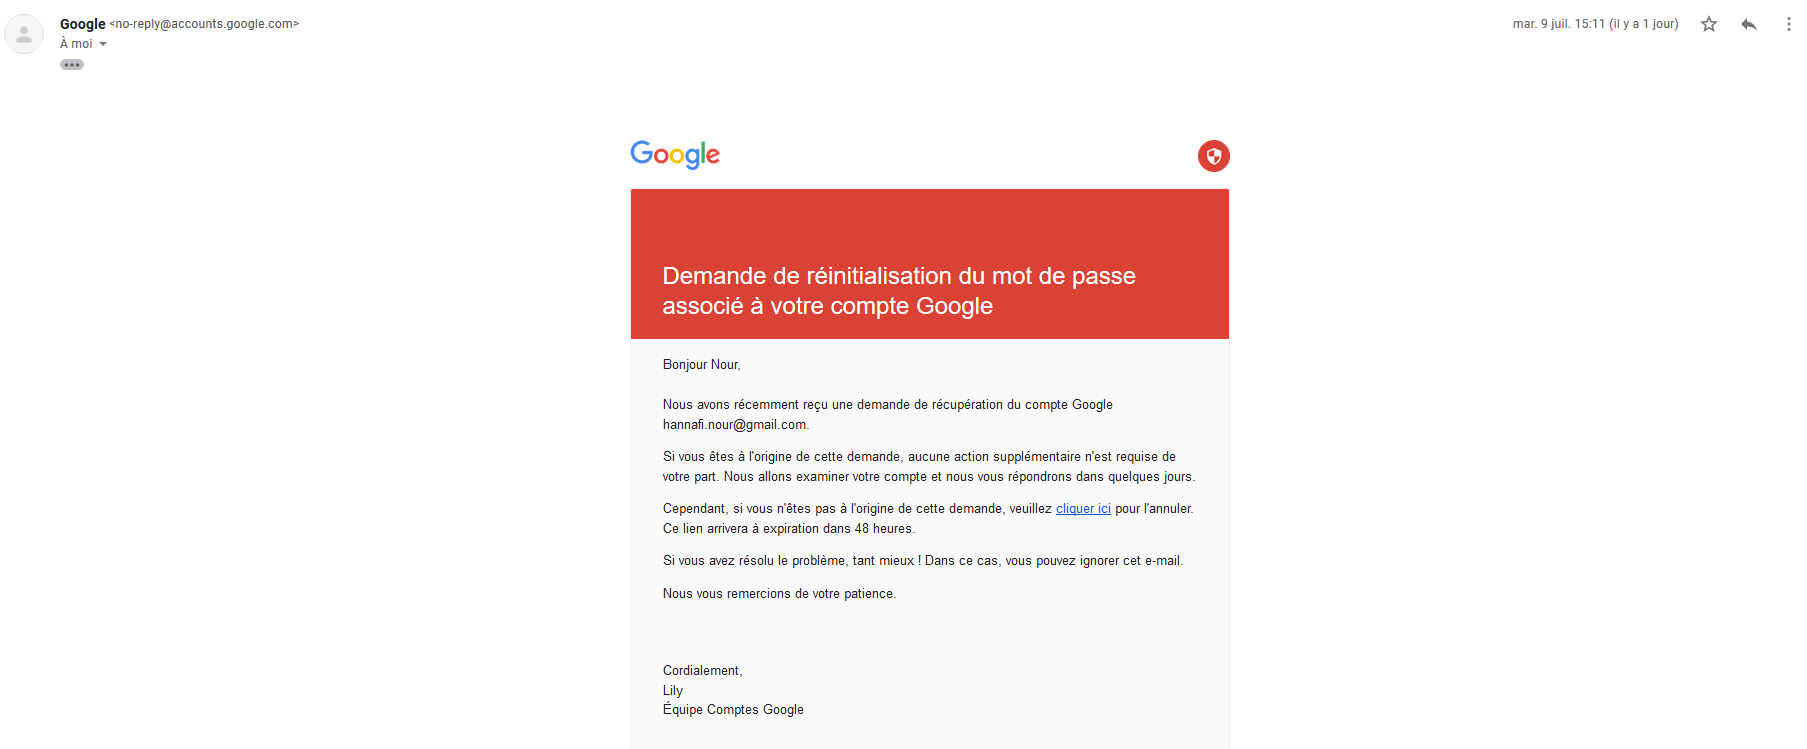 Google <no-reply@accounts.google.com>
mar. 9 juil. 15:11 (il y a 1 jour)
À moi
Google
Demande de réinitialisation du mot de passe
associé à votre compte Google
Bonjour Nour,
Nous avons récemment reçu une demande de récupération du compte Google
hannafi.nour@gmail.com.
Si vous êtes à l'origine de cette demande, aucune action supplémentaire n'est requise de
votre part. Nous allons examiner votre compte et nous vous répondrons dans quelques jours.
Cependant, si vous n'êtes pas à l'origine de cette demande, veuillez cliquer ici pour l'annuler.
Ce lien arrivera à expiration dans 48 heures.
Si vous avez résolu le problème, tant mieux ! Dans ce cas, vous pouvez ignorer cet e-mail.
Nous vous remercions de votre patience.
Cordialement,
Lily
Équipe Comptes Google